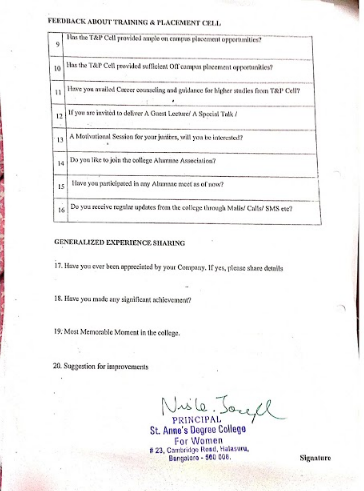 FEEDBACK ABOUT TRAINING & PLACEMENT CELL
9 Has the T&P Cell provided ample on campus placement opportunities?
10 Has the T&P Cell provided sufficient Off campus placement opportunities?
11 Have you availed Career counseling and guidance for higher studies from T&P Cell?
12 If you are invited to deliver A Guest Lecture/ A Special Talk /
13 A Motivational Session for your juniors, will you be interested?
14 Do you like to join the college Alumnae Association?
15 Have you participated in any Alumnae meet as of now?
16 Do you receive regular updates from the college through Mails/ Calls/ SMS etc?
GENERALIZED EXPERIENCE SHARING
17. Have you ever been appreciated by your Company. If yes, please share details
18. Have you made any significant achievement?
19. Most Memorable Moment in the college.
20. Suggestion for improvements
PRINCIPAL
St. Anne's Degree College
For Women
# 23, Cambridge Road, Halasuru,
Bangalore - 560 008.
Signature